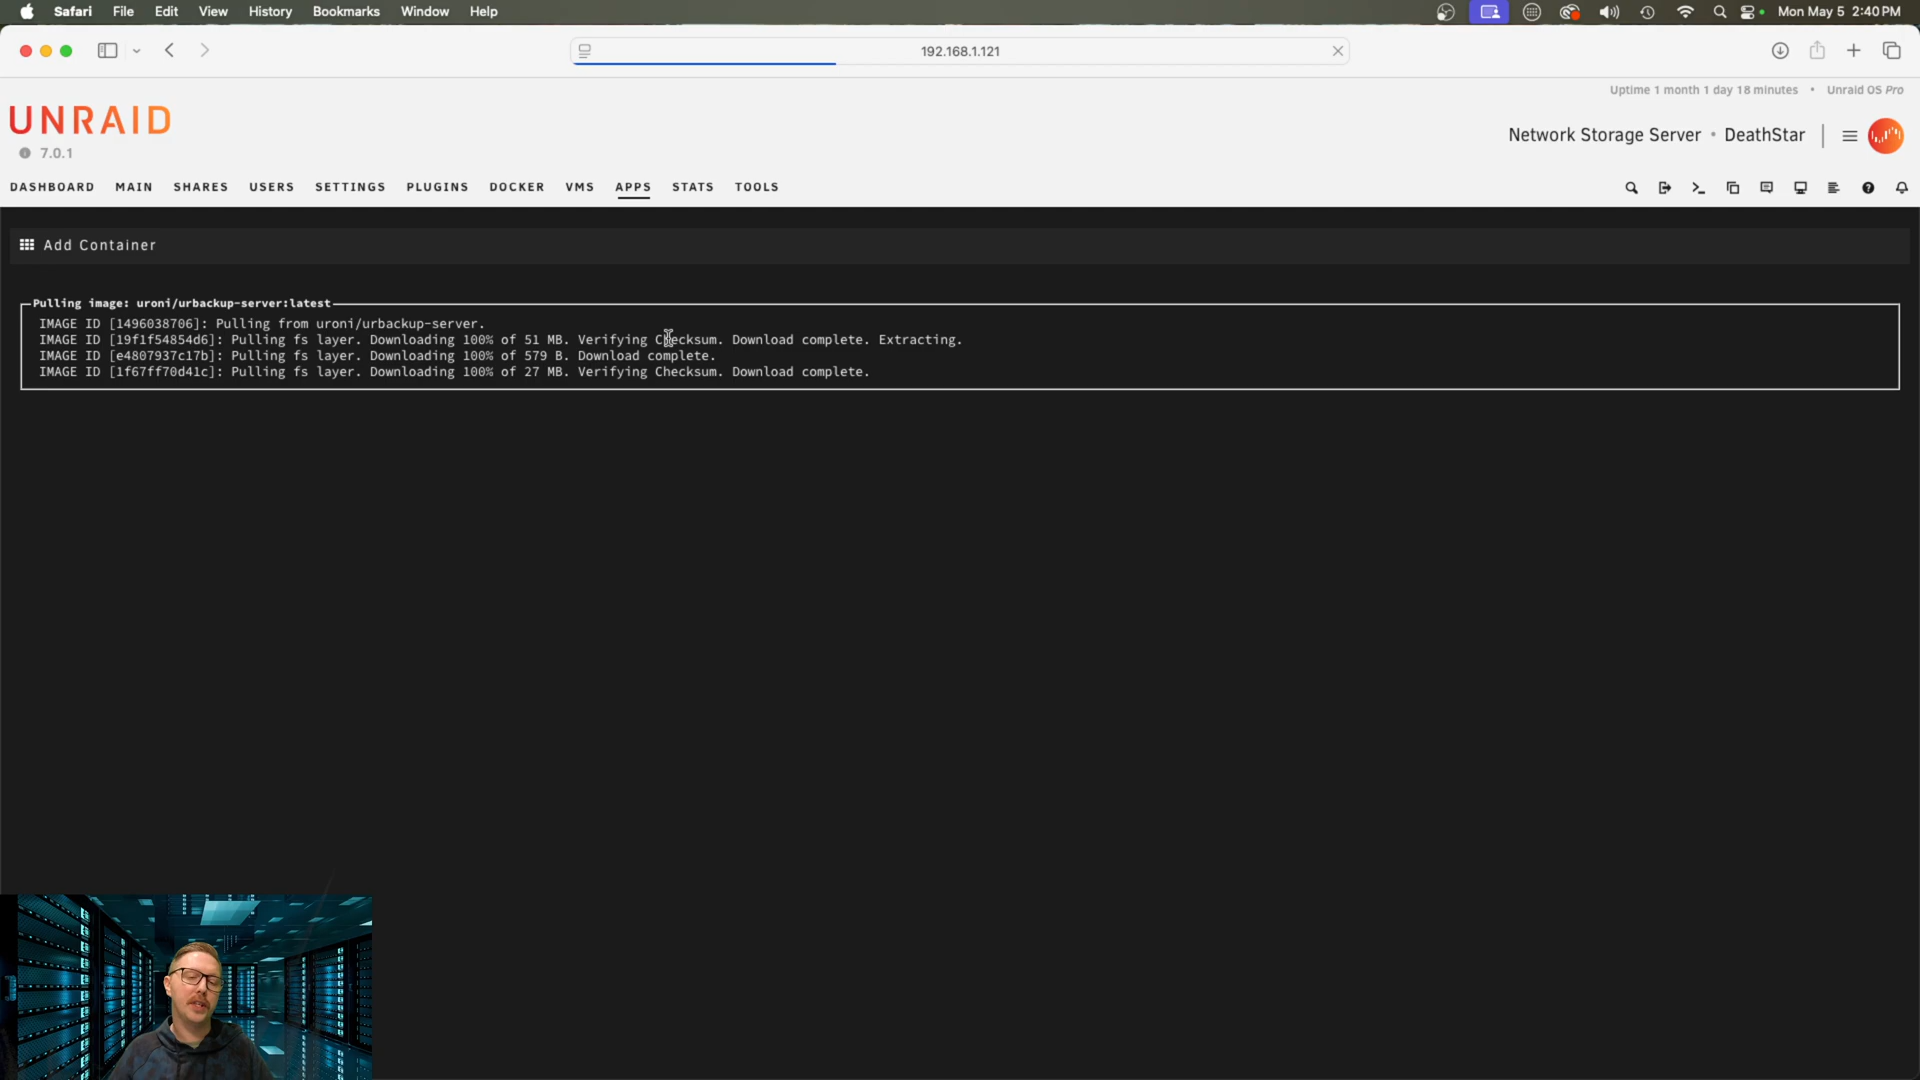 Safari File Edit View History Bookmarks Window Help Mon May 5 2:40 PM
192.168.1.121
Uptime 1 month 1 day 18 minutes • Unraid OS Pro
UNRAID
7.0.1
Network Storage Server • DeathStar
DASHBOARD MAIN SHARES USERS SETTINGS PLUGINS DOCKER VMS APPS STATS TOOLS
Add Container
Pulling image: uroni/urbackup-server:latest
IMAGE ID [1496038706]: Pulling from uroni/urbackup-server.
IMAGE ID [19f1f54854d6]: Pulling fs layer. Downloading 100% of 51 MB. Verifying Checksum. Download complete. Extracting.
IMAGE ID [e4807937c17b]: Pulling fs layer. Downloading 100% of 579 B. Download complete.
IMAGE ID [1f67ff70d41c]: Pulling fs layer. Downloading 100% of 27 MB. Verifying Checksum. Download complete.